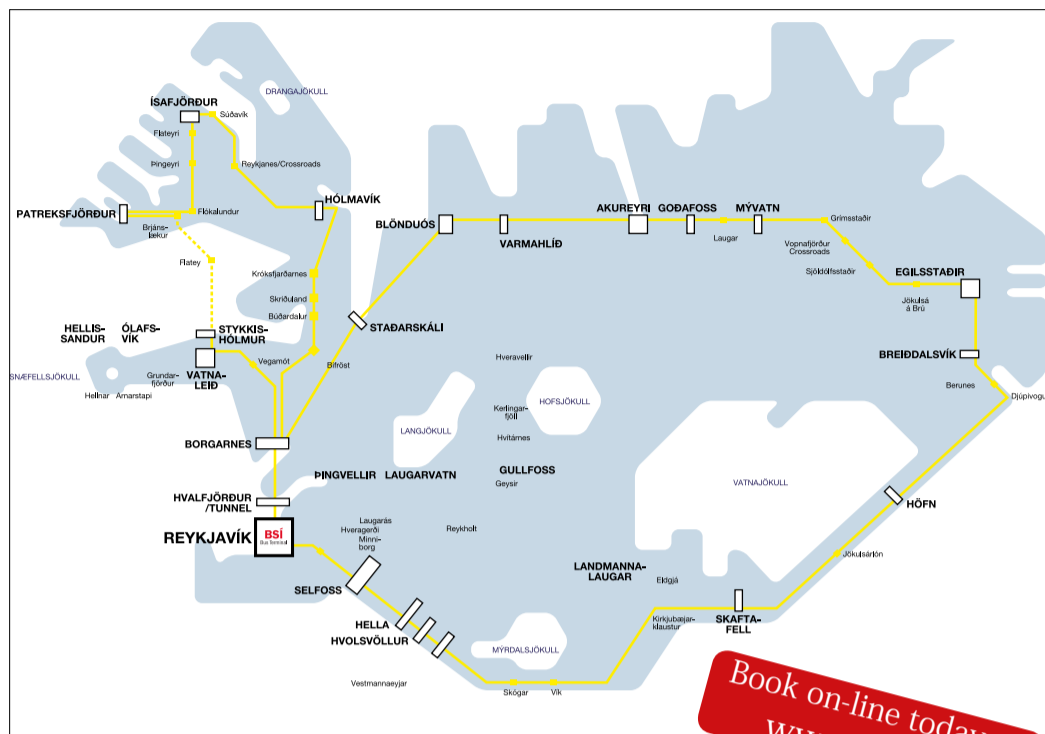 DRANGAJÖKULL
ÍSAFJÖRÐUR
Súðavík
Flateyri
Þingeyri
Reykjanes/Crossroads
PATREKSFJÖRÐUR
Flókalundur
HÓLMAVÍK
Brjáns-
lækur
BLÖNDUÓS
VARMAHLÍÐ
AKUREYRI
GOÐAFOSS
MÝVATN
Laugar
Grímsstaðir
Vopnafjörður
Crossroads
Sjöldólfsstaðir
EGILSSTAÐIR
Jökulsá
á Brú
Flatey
Króksfjarðarnes
Skriðuland
Búðardalur
STAÐARSKÁLI
HELLIS-
SANDUR
ÓLAFS-
VÍK
STYKKIS-
HÓLMUR
Vegamót
Bifröst
Hveravellir
BREIÐDALSVÍK
Berunes
Djúpivogu
SNÆFELLSJÖKULL
Grundar-
fjörður
VATNA-
LEIÐ
Hellnar
Arnarstapi
HOFSJÖKULL
Kerlingar-
fjöll
LANGJÖKULL
Hvítárnes
BORGARNES
ÞINGVELLIR
LAUGARVATN
GULLFOSS
Geysir
VATNAJÖKULL
HÖFN
HVALFJÖRÐUR
/TUNNEL
REYKJAVÍK
BSÍ
Bus Terminal
Laugarás
Hveragerði
Minni-
borg
Reykholt
Jökulsárlón
SELFOSS
LANDMANNA-
LAUGAR
Eldgjá
HELLA
HVOLSVÖLLUR
Kirkjubæjar-
klaustur
SKAFTA-
FELL
MÝRDALSJÖKULL
Vestmannaeyjar
Skógar
Vík
Book on-line today